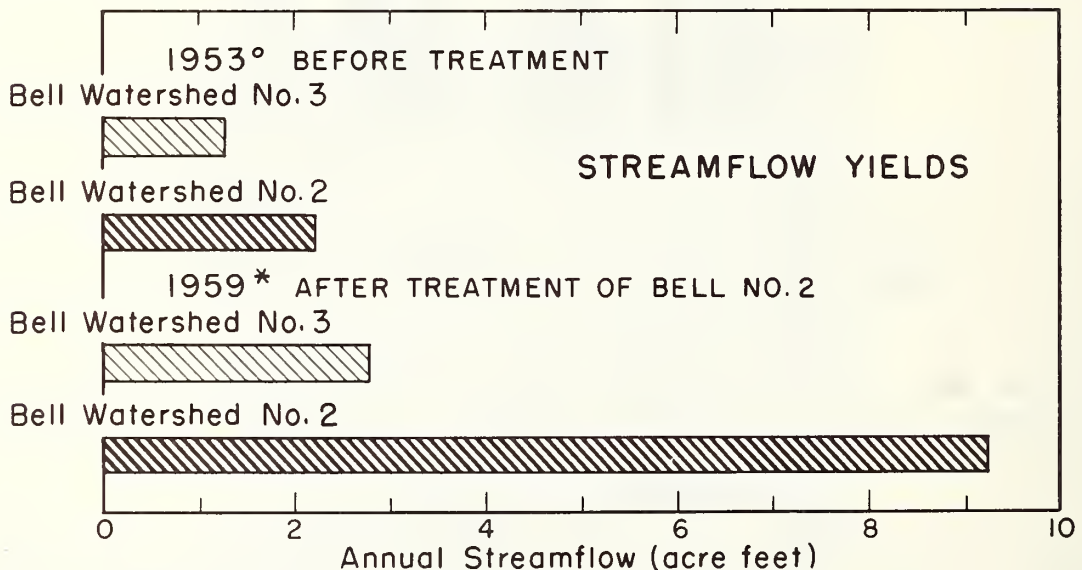 1953° BEFORE TREATMENT
Bell Watershed No. 3
STREAMFLOW YIELDS
Bell Watershed No. 2
1959* AFTER TREATMENT OF BELL NO. 2
Bell Watershed No. 3
Bell Watershed No. 2
0 2 4 6 8 10
Annual Streamflow (acre feet)